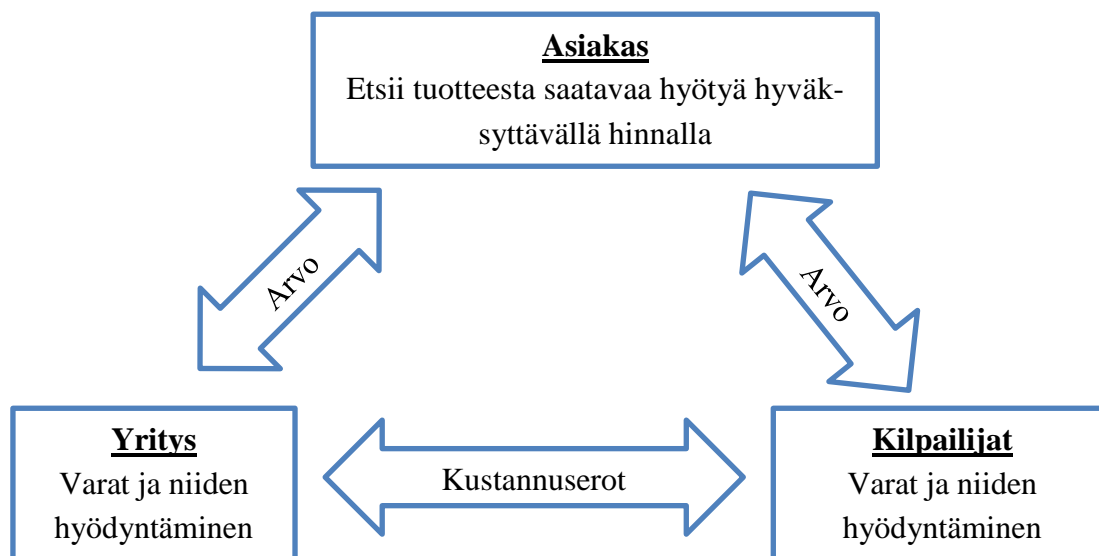 Asiakas
Etsii tuotteesta saatavaa hyötyä hyväk-
syttävällä hinnalla
Arvo
Arvo
Yritys
Varat ja niiden
hyödyntäminen
Kustannuserot
Kilpailijat
Varat ja niiden
hyödyntäminen